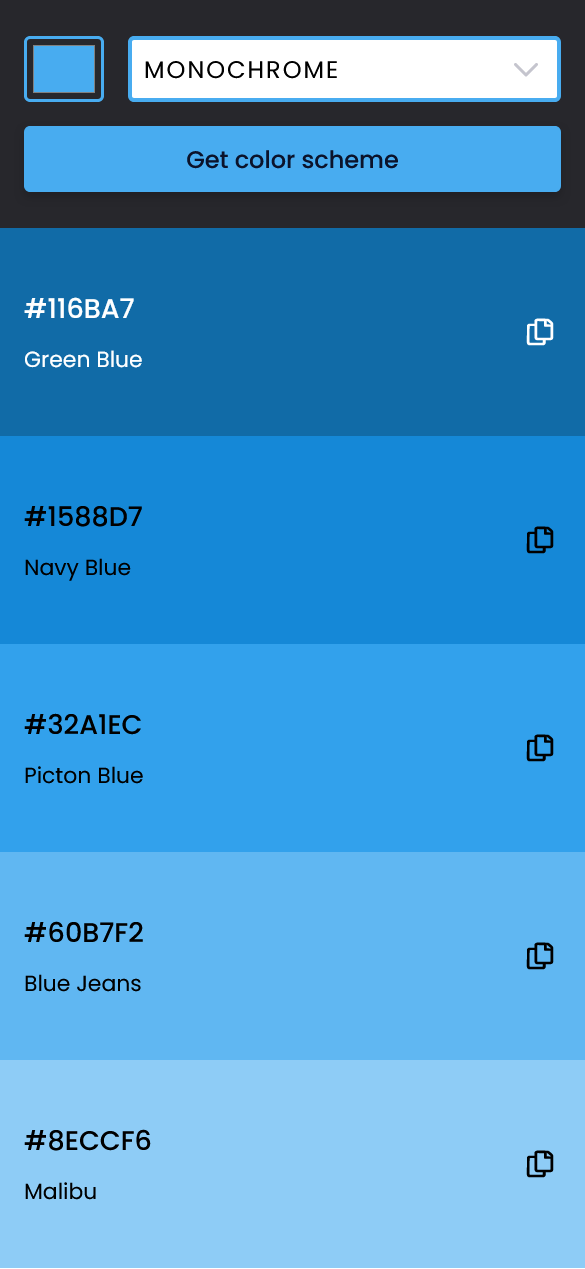 MONOCHROME
Get color scheme
#116BA7
Green Blue
#1588D7
Navy Blue
#32A1EC
Picton Blue
#60B7F2
Blue Jeans
#8ECCF6
Malibu